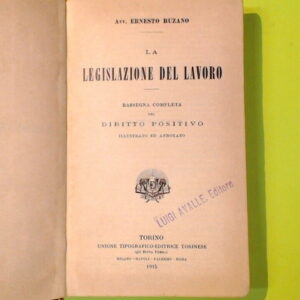 Avv. ERNESTO BUZANO
LA
LEGISLAZIONE DEL LAVORO
RASSEGNA COMPLETA
DEL
DIRITTO POSITIVO
ILLUSTRATO ED ANNOTATO
LUIGI AVALLE, Editore
TORINO
UNIONE TIPOGRAFICO-EDITRICE TORINESE
MILANO - NAPOLI - PALERMO - ROMA
1915